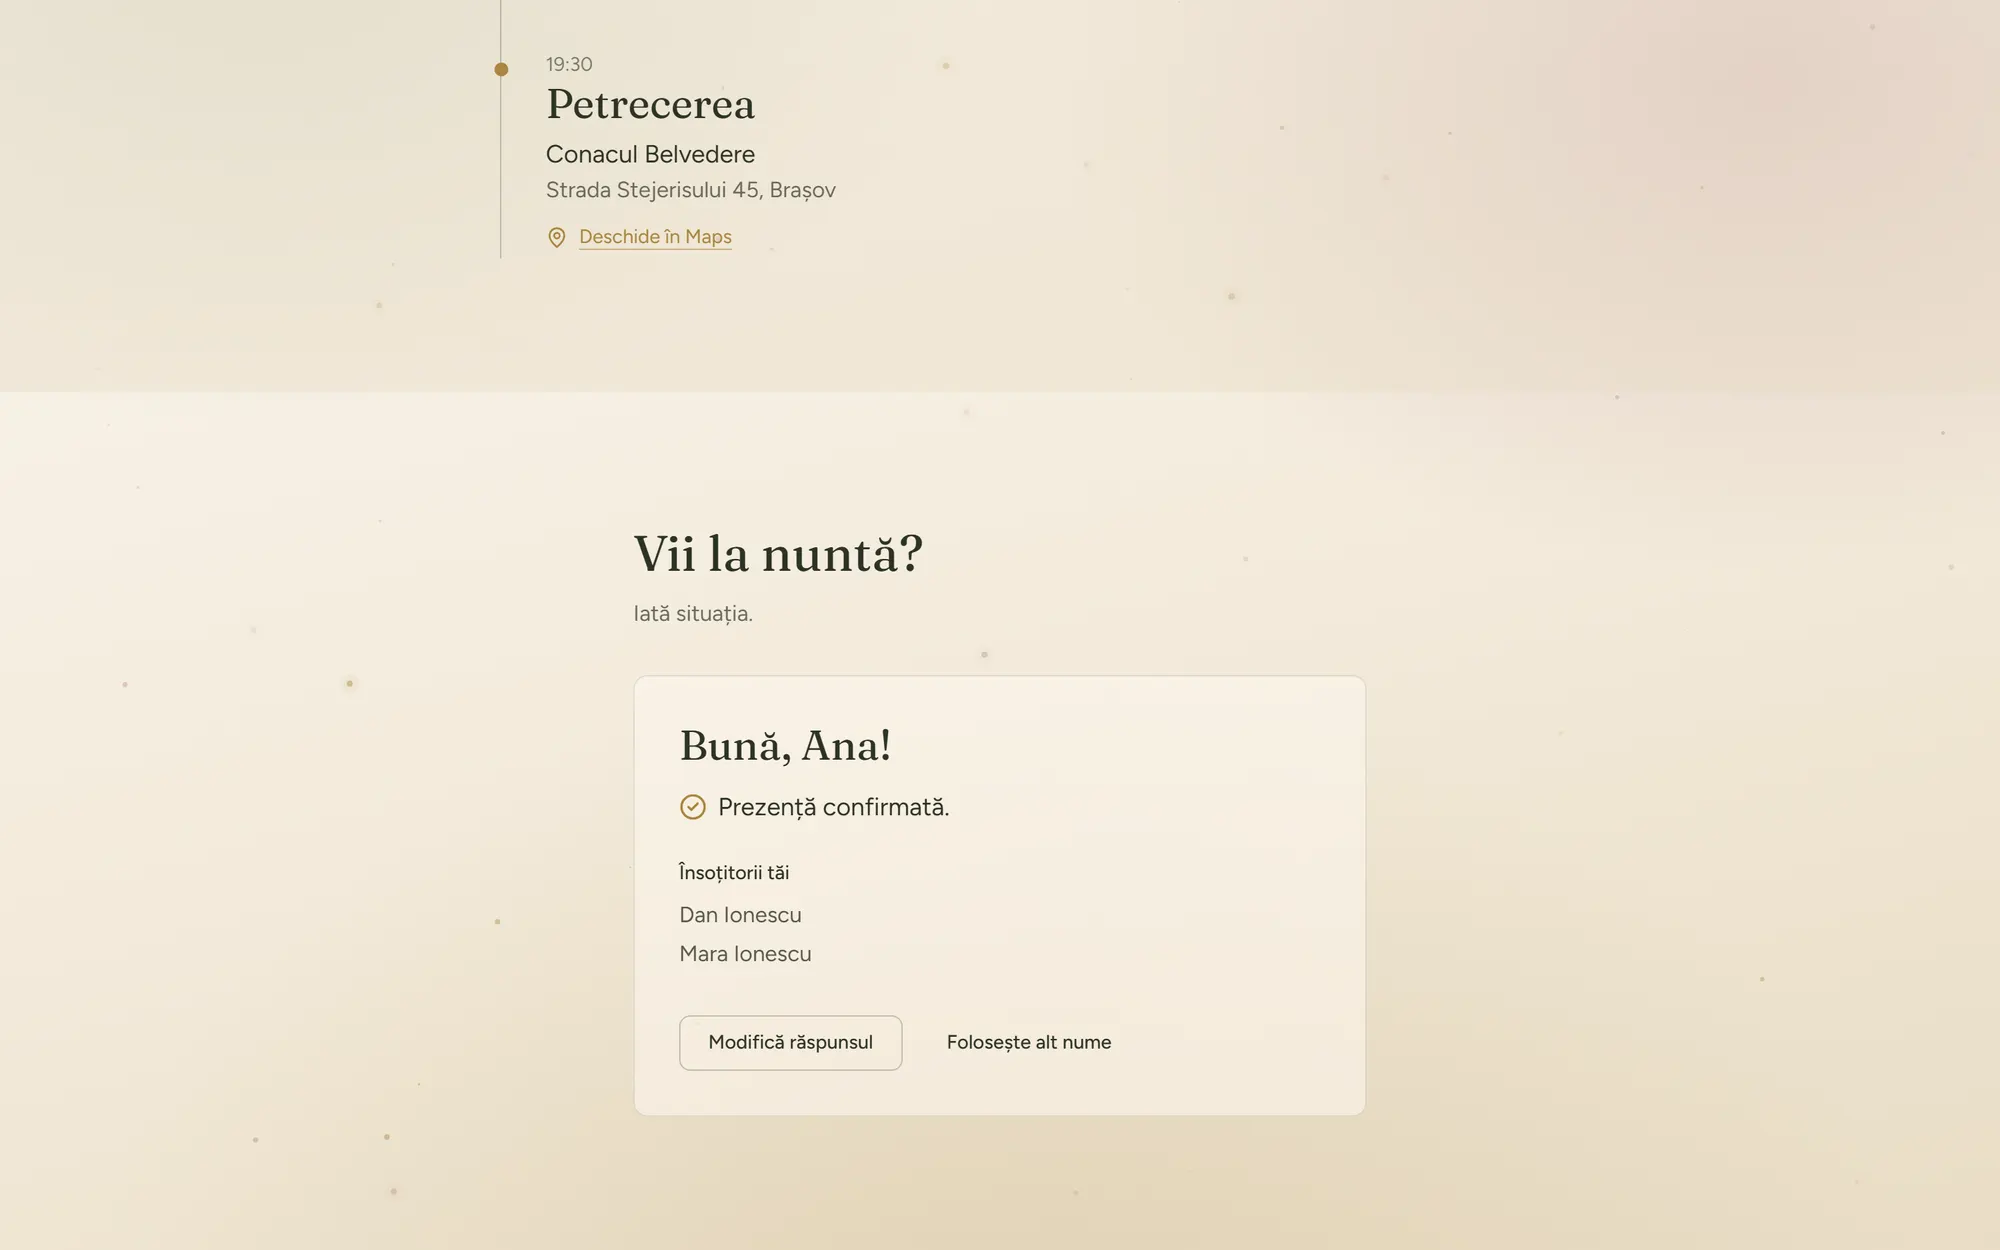 19:30
Petrecerea
Conacul Belvedere
Strada Stejerisului 45, Brașov
Deschide în Maps
Vii la nuntă?
Iată situația.
Bună, Ana!
Prezență confirmată.
Însoțitorii tăi
Dan Ionescu
Mara Ionescu
Modifică răspunsul
Folosește alt nume